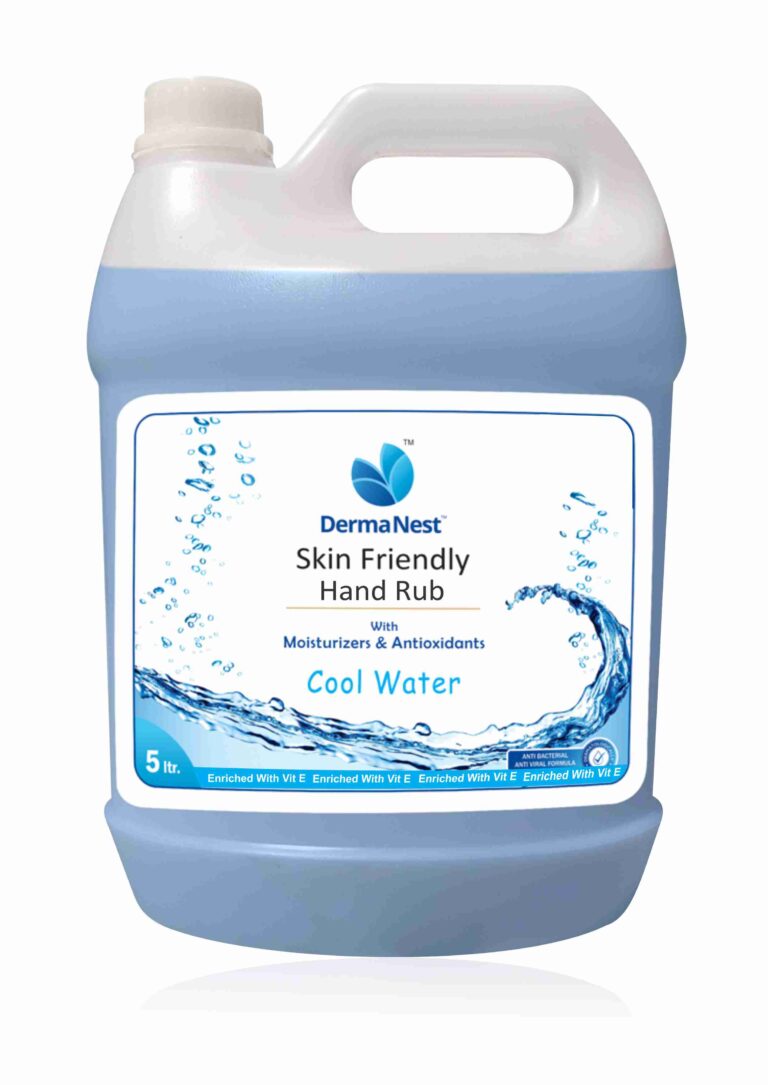 TM
DermaNest™
Skin Friendly
Hand Rub
With
Moisturizers & Antioxidants
Cool Water
5 ltr.
ANTI BACTERIAL
ANTI VIRAL FORMULA
Enriched With Vit E Enriched With Vit E Enriched With Vit E Enriched With Vit E